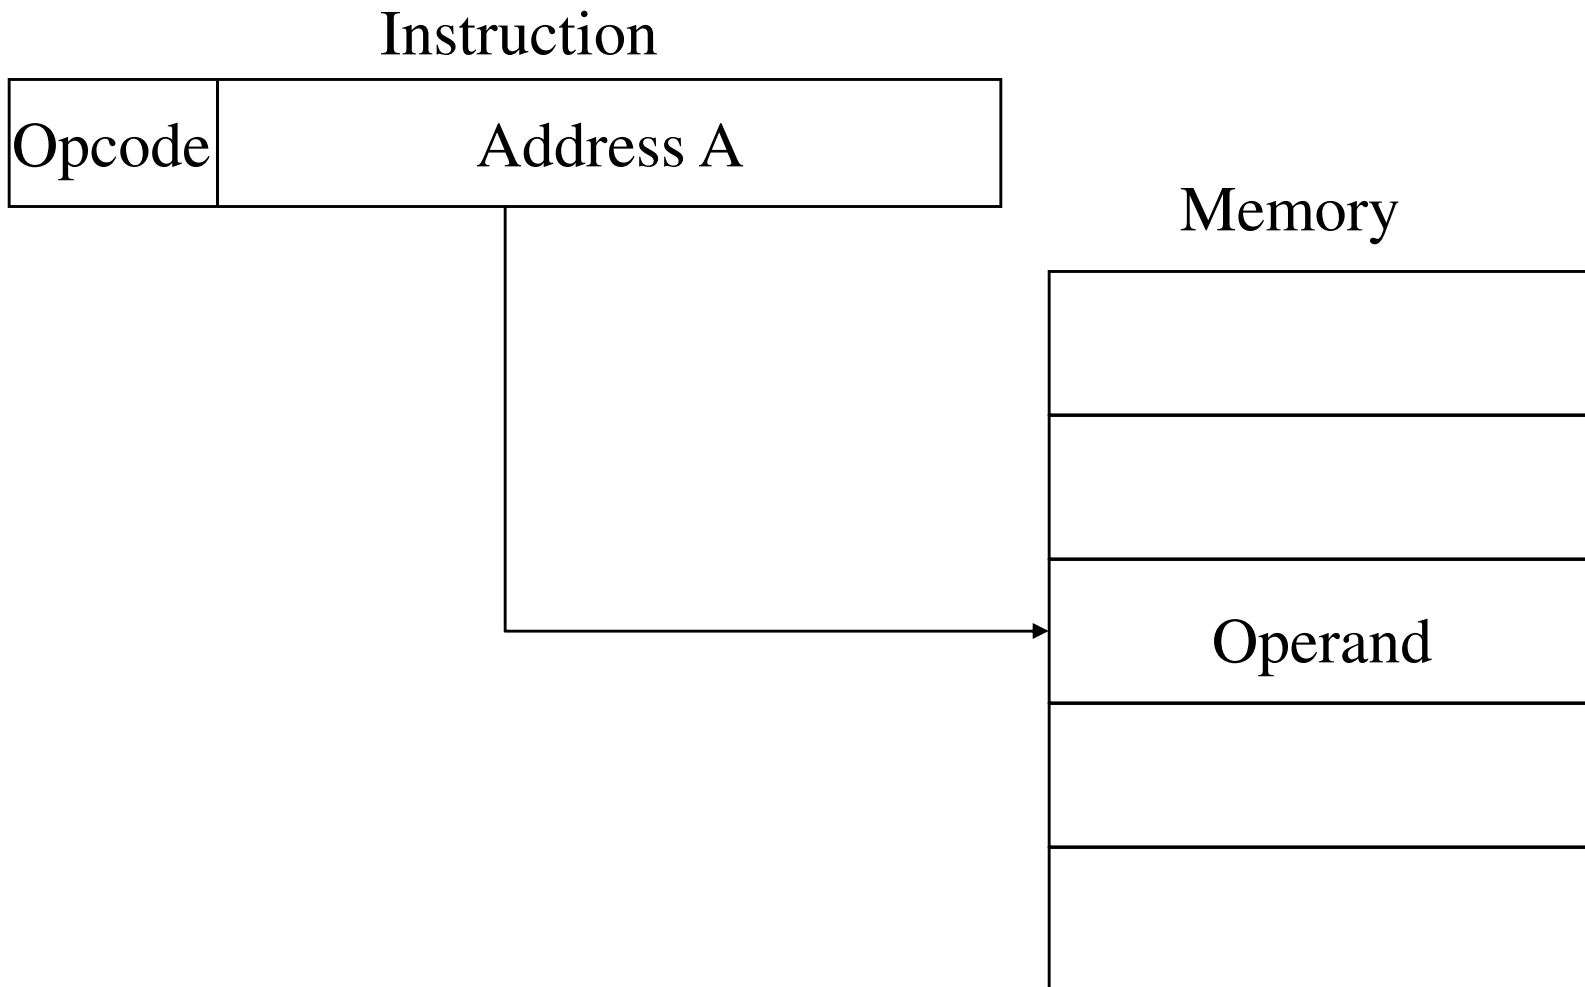 Instruction
Opcode
Address A
Memory
Operand